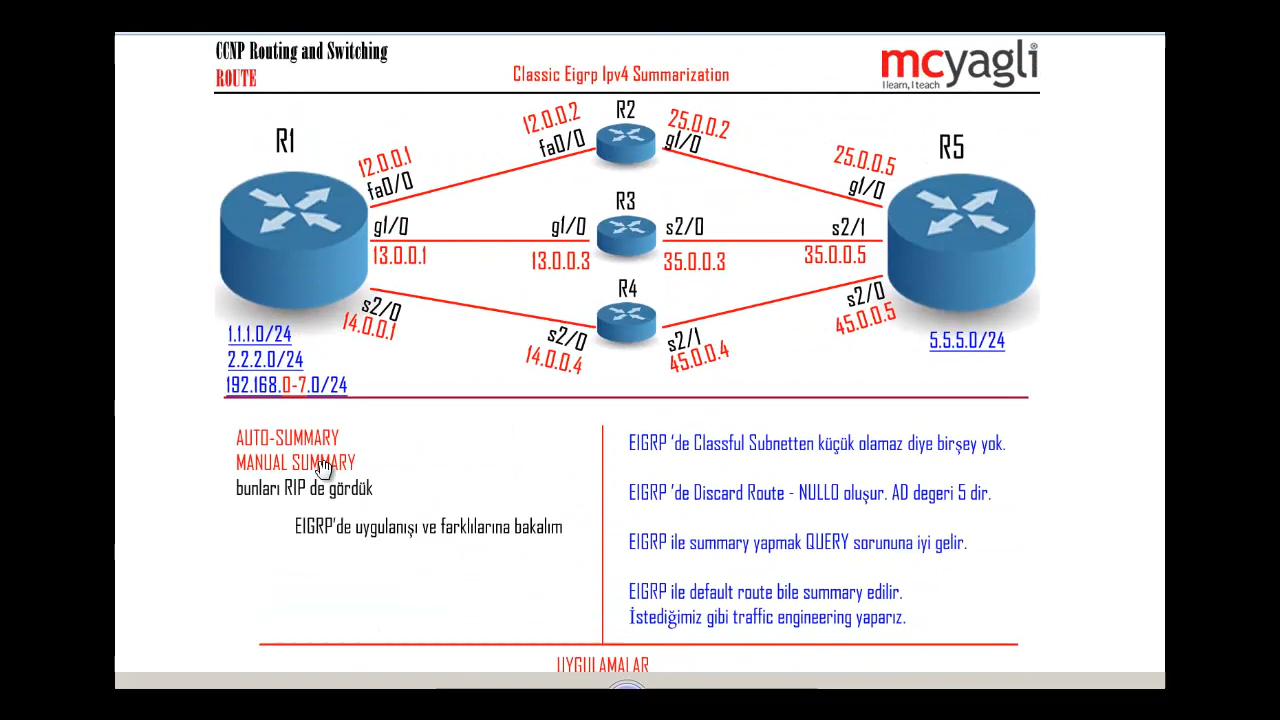 CCNP Routing and Switching
ROUTE
Classic Eigrp Ipv4 Summarization
mcyagli
I learn, I teach
R1
R2
R5
12.0.0.2
fa0/0
25.0.0.2
g1/0
12.0.0.1
fa0/0
25.0.0.5
g1/0
R3
g1/0
g1/0
s2/0
s2/1
13.0.0.1
13.0.0.3
35.0.0.3
35.0.0.5
R4
s2/0
14.0.0.1
s2/0
14.0.0.4
s2/1
45.0.0.4
s2/0
45.0.0.5
1.1.1.0/24
2.2.2.0/24
192.168.0-7.0/24
5.5.5.0/24
AUTO-SUMMARY
MANUAL SUMMARY
bunları RIP de gördük
EIGRP'de uygulanışı ve farklılarına bakalım
EIGRP 'de Classful Subnetten küçük olamaz diye birşey yok.
EIGRP 'de Discard Route - NULL0 oluşur. AD degeri 5 dir.
EIGRP ile summary yapmak QUERY sorununa iyi gelir.
EIGRP ile default route bile summary edilir.
İstediğimiz gibi traffic engineering yaparız.
UYGULAMALAR